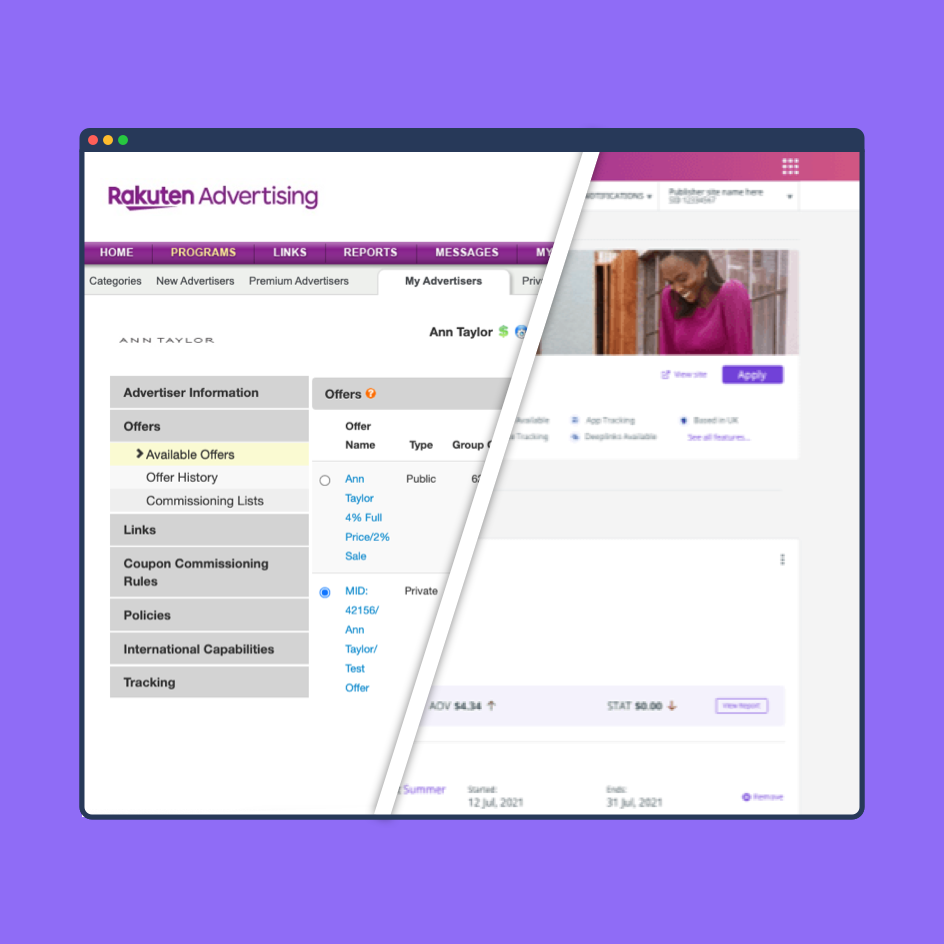 Rakuten Advertising
HOME PROGRAMS LINKS REPORTS MESSAGES MY
Categories New Advertisers Premium Advertisers My Advertisers Priv
Ann Taylor $
ANN TAYLOR
Advertiser Information
Offers
Available Offers
Offer History
Commissioning Lists
Links
Coupon Commissioning
Rules
Policies
International Capabilities
Tracking
Offers ?
Offer
Name Type Group
Ann Public
Taylor
4% Full
Price/2%
Sale
MID: Private
42156/
Ann
Taylor/
Test
Offer
NOTIFICATIONS
Publisher site name here
SID 12334567
View site Apply
Available App Tracking Based in UK
Tracking Deeplinks Available See all features...
AOV $4.34 STAT $0.00 View Report
Summer
Started:
12 Jul, 2021
Ends:
31 Jul, 2021
Remove